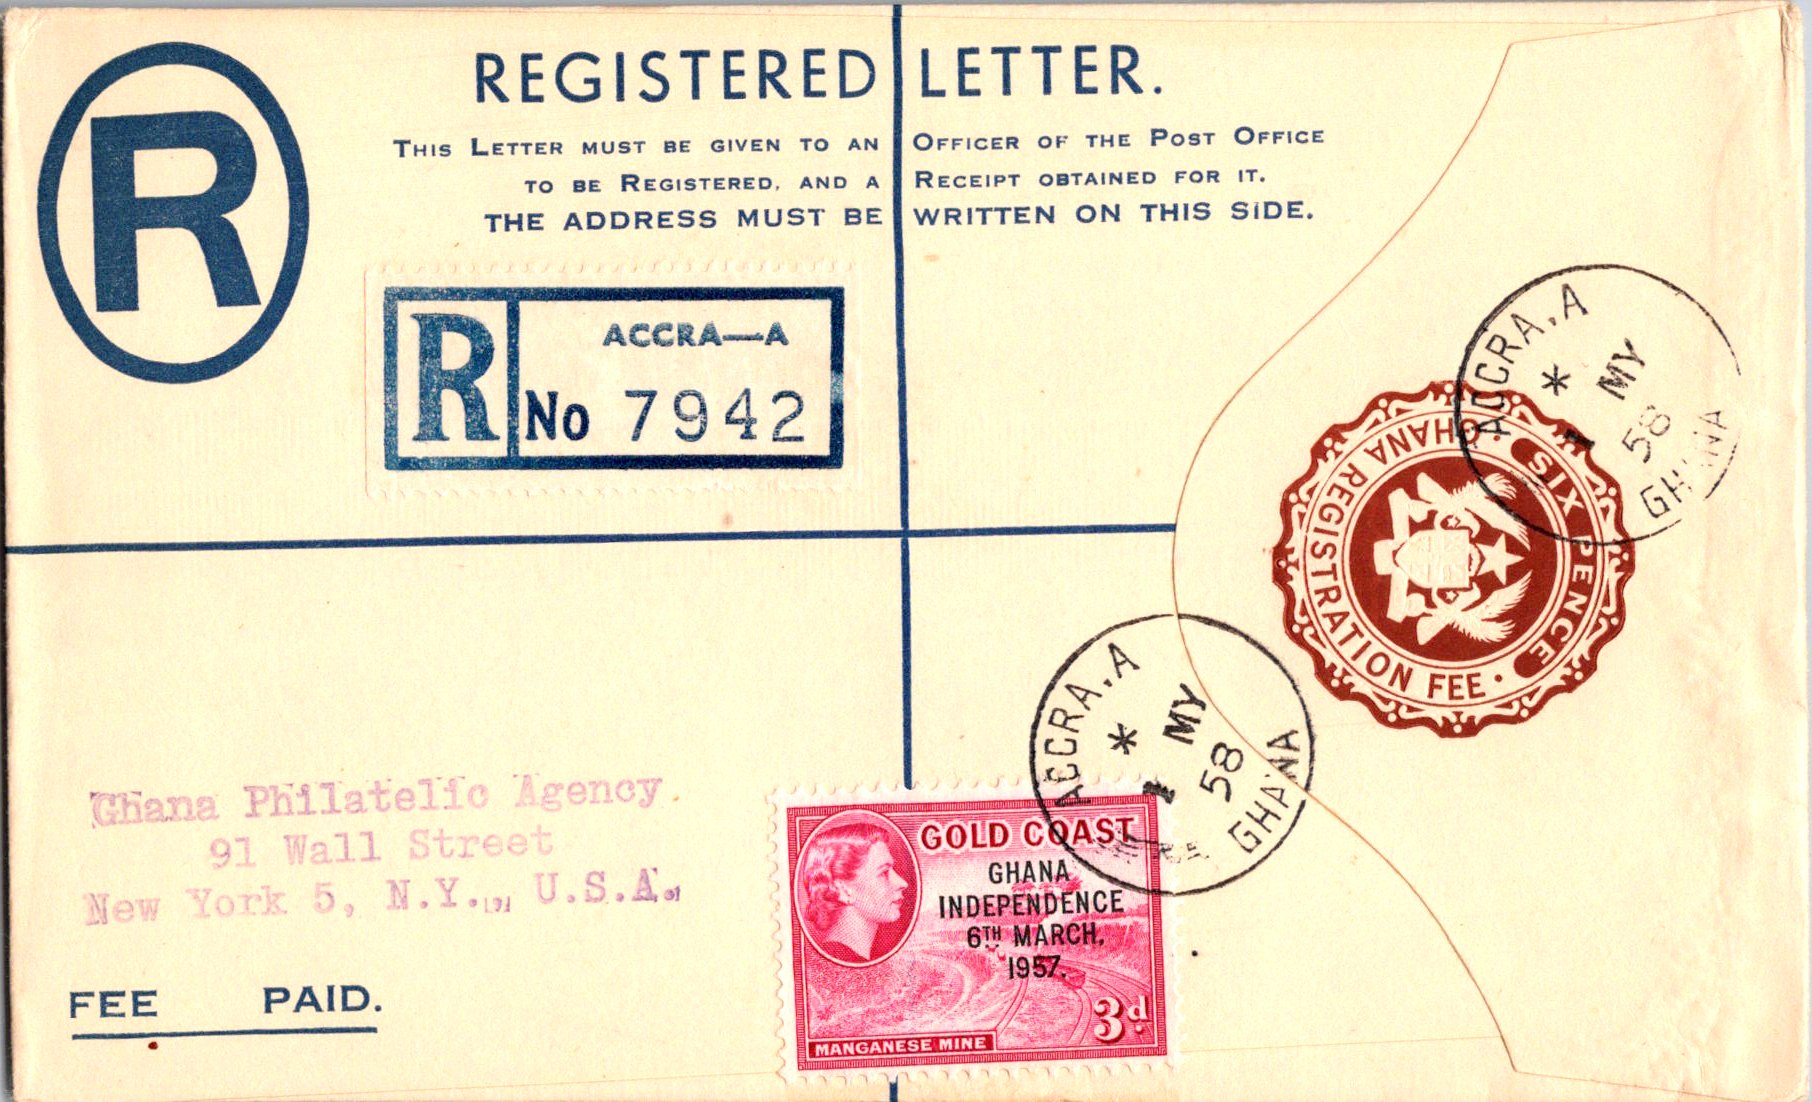 R
REGISTERED LETTER.
THIS LETTER MUST BE GIVEN TO AN OFFICER OF THE POST OFFICE
TO BE REGISTERED, AND A RECEIPT OBTAINED FOR IT.
THE ADDRESS MUST BE WRITTEN ON THIS SIDE.
R
ACCRA—A
No 7942
ACCRA.A
* 1 MY
58
GHANA
GHANA REGISTRATION FEE
SIX PENCE
ACCRA.A
* 1 MY
58
GHANA
Ghana Philatelic Agency
91 Wall Street
New York 5, N.Y., U.S.A.
GOLD COAST
GHANA
INDEPENDENCE
6TH MARCH,
1957.
3d.
MANGANESE MINE
FEE PAID.